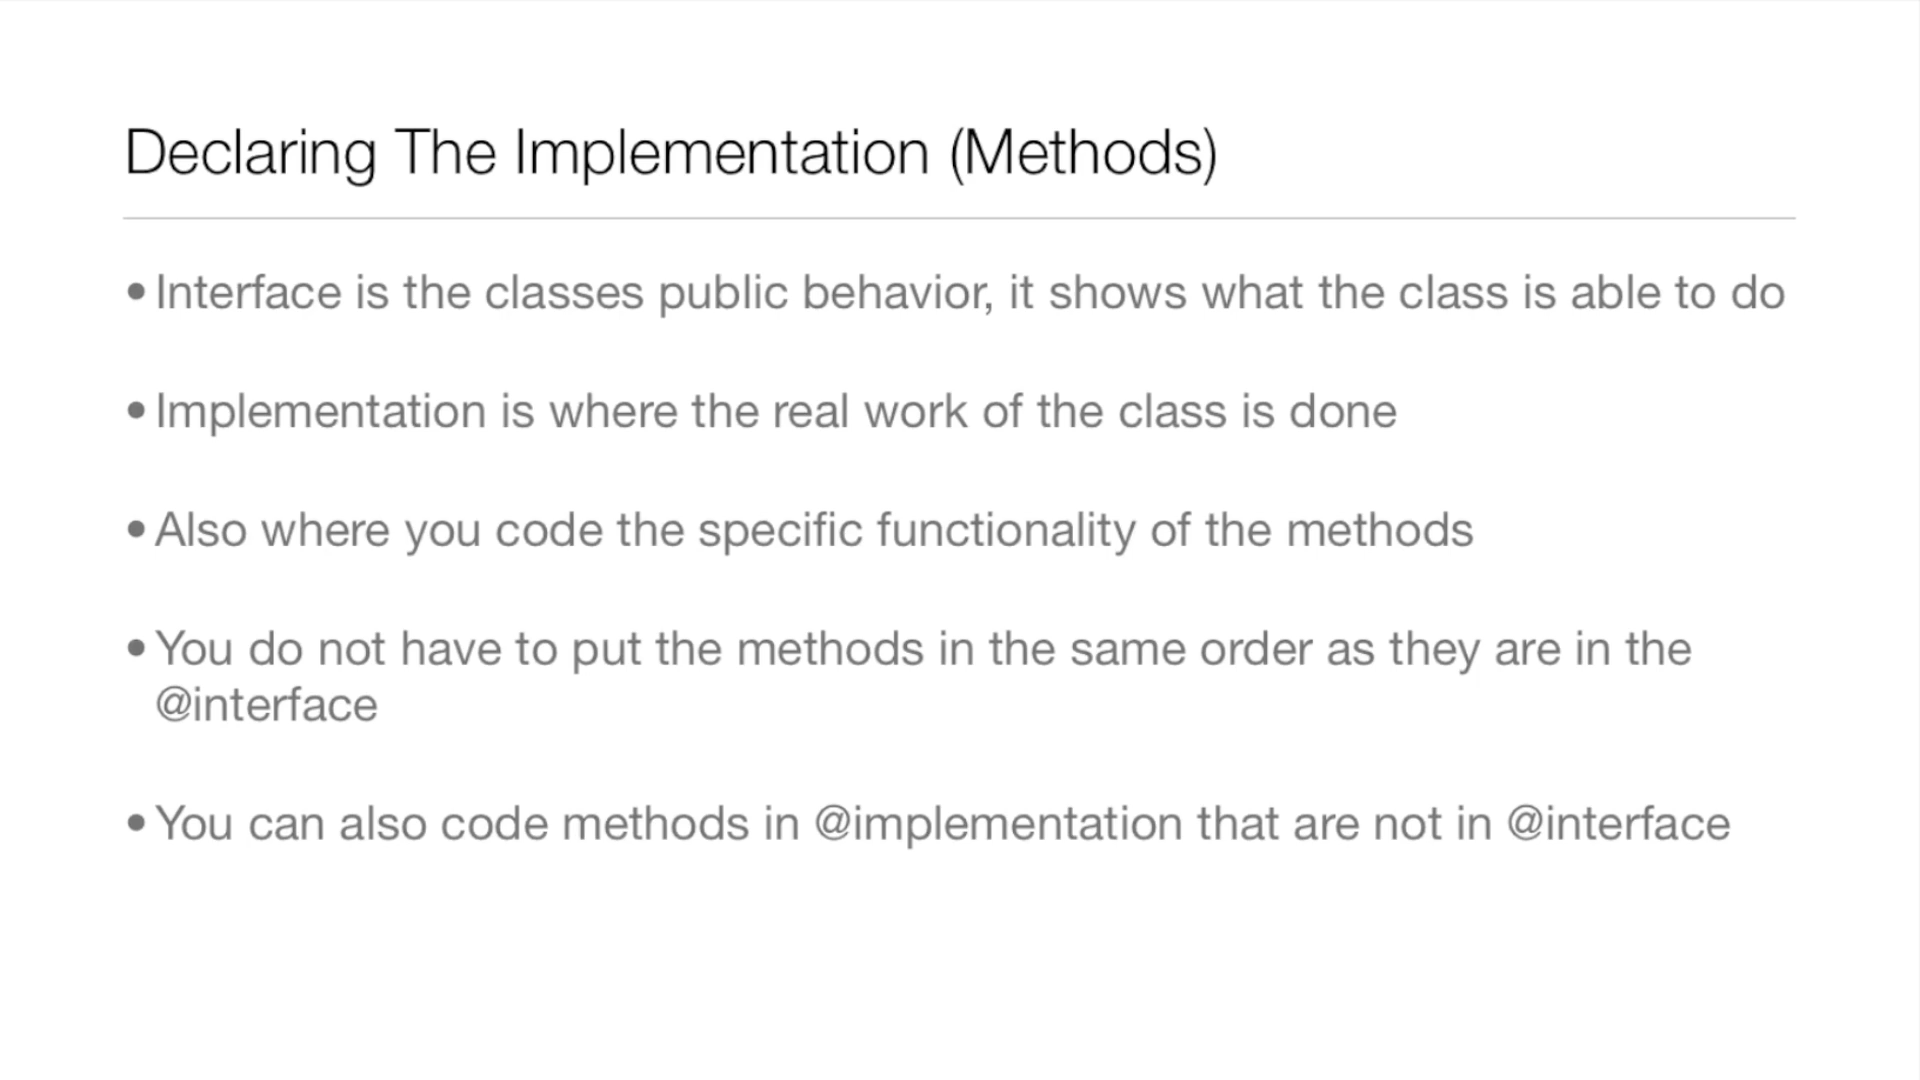 Declaring The Implementation (Methods)
• Interface is the classes public behavior, it shows what the class is able to do
• Implementation is where the real work of the class is done
• Also where you code the specific functionality of the methods
• You do not have to put the methods in the same order as they are in the
@interface
• You can also code methods in @implementation that are not in @interface